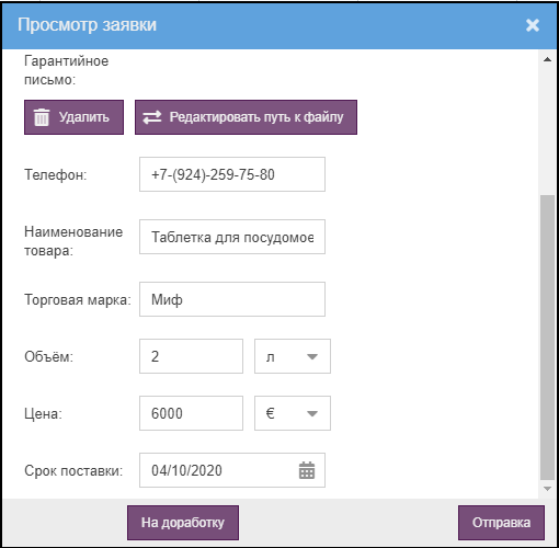 Просмотр заявки
Гарантийное
письмо:
Удалить
Редактировать путь к файлу
Телефон: +7-(924)-259-75-80
Наименование
товара:
Таблетка для посудомое
Торговая марка: Миф
Объём: 2 л
Цена: 6000 €
Срок поставки: 04/10/2020
На доработку
Отправка